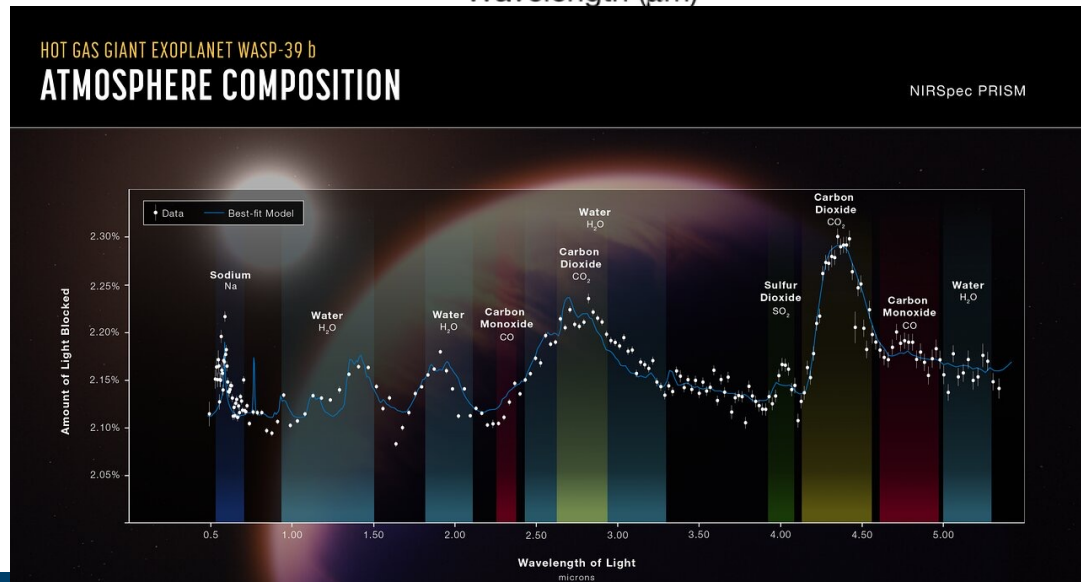 Wavelength (μm)
HOT GAS GIANT EXOPLANET WASP-39 b
ATMOSPHERE COMPOSITION
NIRSpec PRISM
Data
Best-fit Model
Amount of Light Blocked
2.30%
2.25%
2.20%
2.15%
2.10%
2.05%
Sodium
Na
Water
H₂O
Water
H₂O
Carbon
Monoxide
CO
Water
H₂O
Carbon
Dioxide
CO₂
Sulfur
Dioxide
SO₂
Carbon
Dioxide
CO₂
Carbon
Monoxide
CO
Water
H₂O
0.5 1.00 1.50 2.00 2.50 3.00 3.50 4.00 4.50 5.00
Wavelength of Light
microns